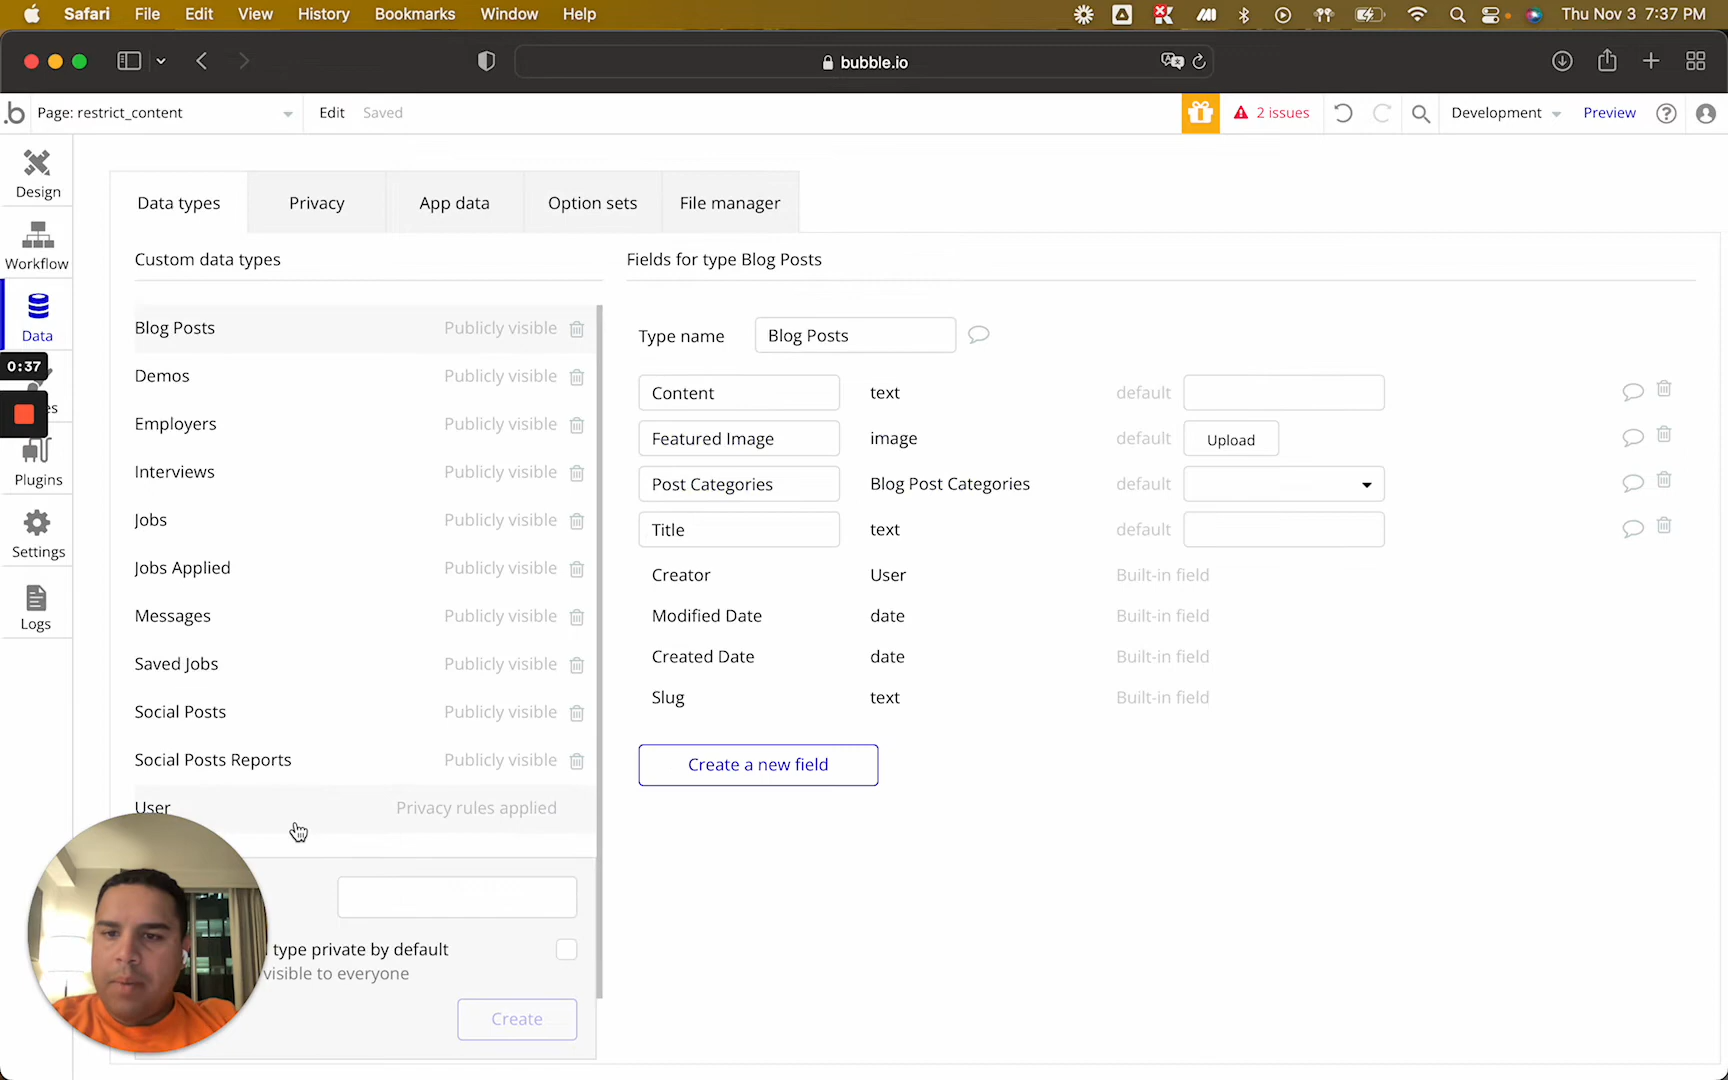 Safari File Edit View History Bookmarks Window Help Thu Nov 3 7:37 PM
bubble.io
.b Page: restrict_content Edit Saved 2 issues Development Preview ?
Design
Workflow
Data
0:37
es
Plugins
Settings
Logs
Data types Privacy App data Option sets File manager
Custom data types
Blog Posts Publicly visible
Demos Publicly visible
Employers Publicly visible
Interviews Publicly visible
Jobs Publicly visible
Jobs Applied Publicly visible
Messages Publicly visible
Saved Jobs Publicly visible
Social Posts Publicly visible
Social Posts Reports Publicly visible
User Privacy rules applied
type private by default
visible to everyone
Create
Fields for type Blog Posts
Type name Blog Posts
Content text default
Featured Image image default Upload
Post Categories Blog Post Categories default
Title text default
Creator User Built-in field
Modified Date date Built-in field
Created Date date Built-in field
Slug text Built-in field
Create a new field